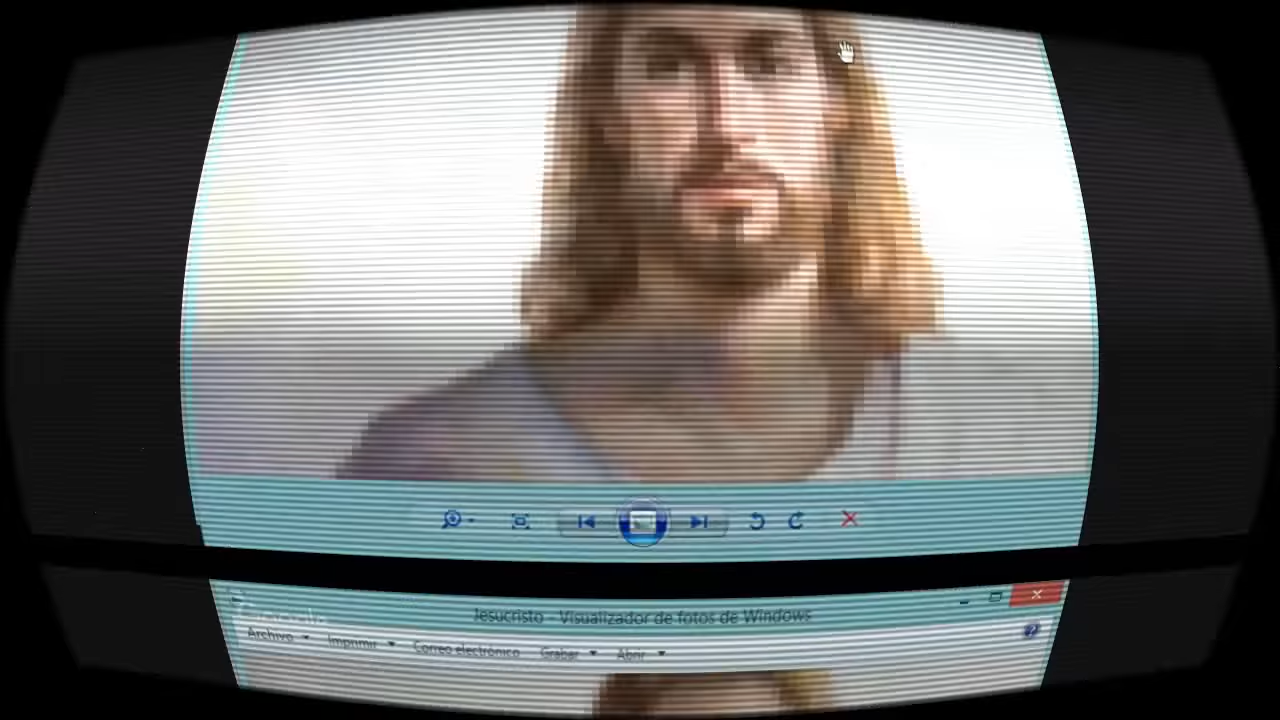 Jesucristo - Visualizador de fotos de Windows
Archivo Imprimir Correo electrónico Grabar Abrir